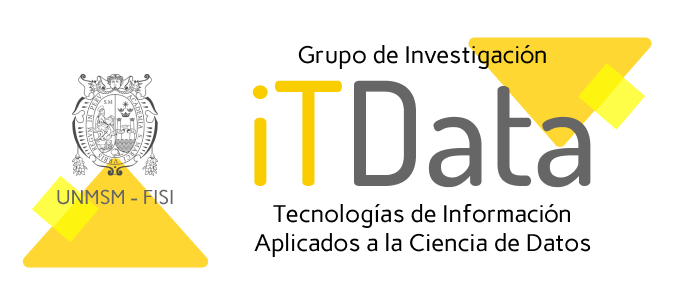 Grupo de Investigación
iTData
UNMSM - FISI
Tecnologías de Información
Aplicados a la Ciencia de Datos